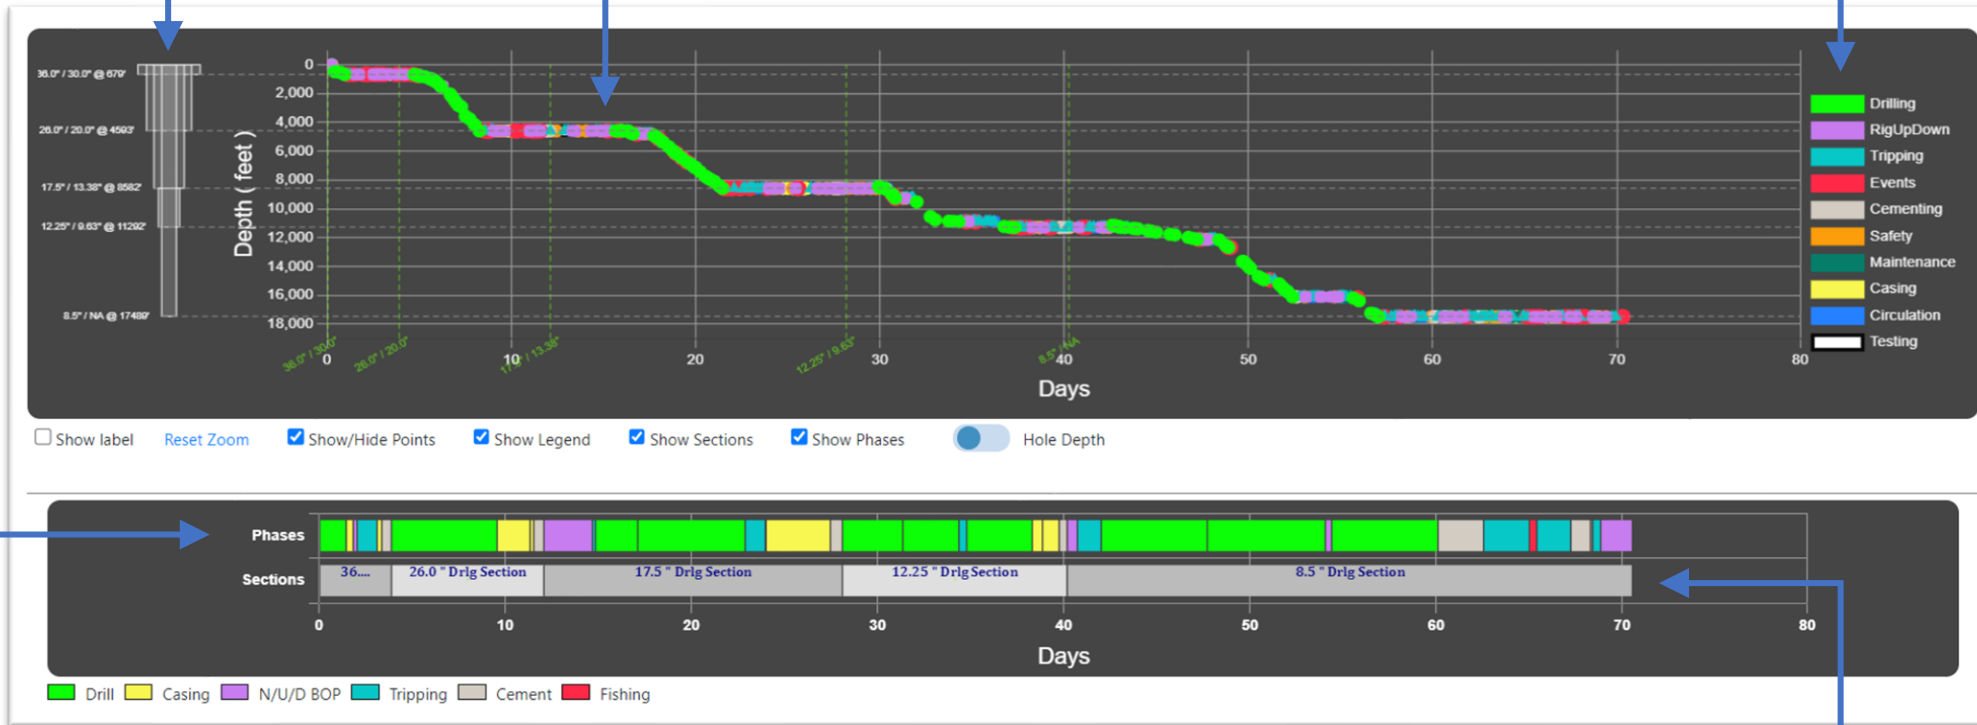 36.0" / 30.0" @ 679'
26.0" / 20.0" @ 4593'
17.5" / 13.38" @ 8582'
12.25" / 9.63" @ 11292'
8.5" / NA @ 17489'
Depth ( feet )
0
2,000
4,000
6,000
8,000
10,000
12,000
14,000
16,000
18,000
0 10 20 30 40 50 60 70 80
36.0" / 30.0"
26.0" / 20.0"
17.5" / 13.38"
12.25" / 9.63"
8.5" / NA
Days
Drilling
RigUpDown
Tripping
Events
Cementing
Safety
Maintenance
Casing
Circulation
Testing
Show label Reset Zoom Show/Hide Points Show Legend Show Sections Show Phases Hole Depth
Phases
Sections
36.... 26.0 " Drlg Section 17.5 " Drlg Section 12.25 " Drlg Section 8.5 " Drlg Section
0 10 20 30 40 50 60 70 80
Days
Drill Casing N/U/D BOP Tripping Cement Fishing